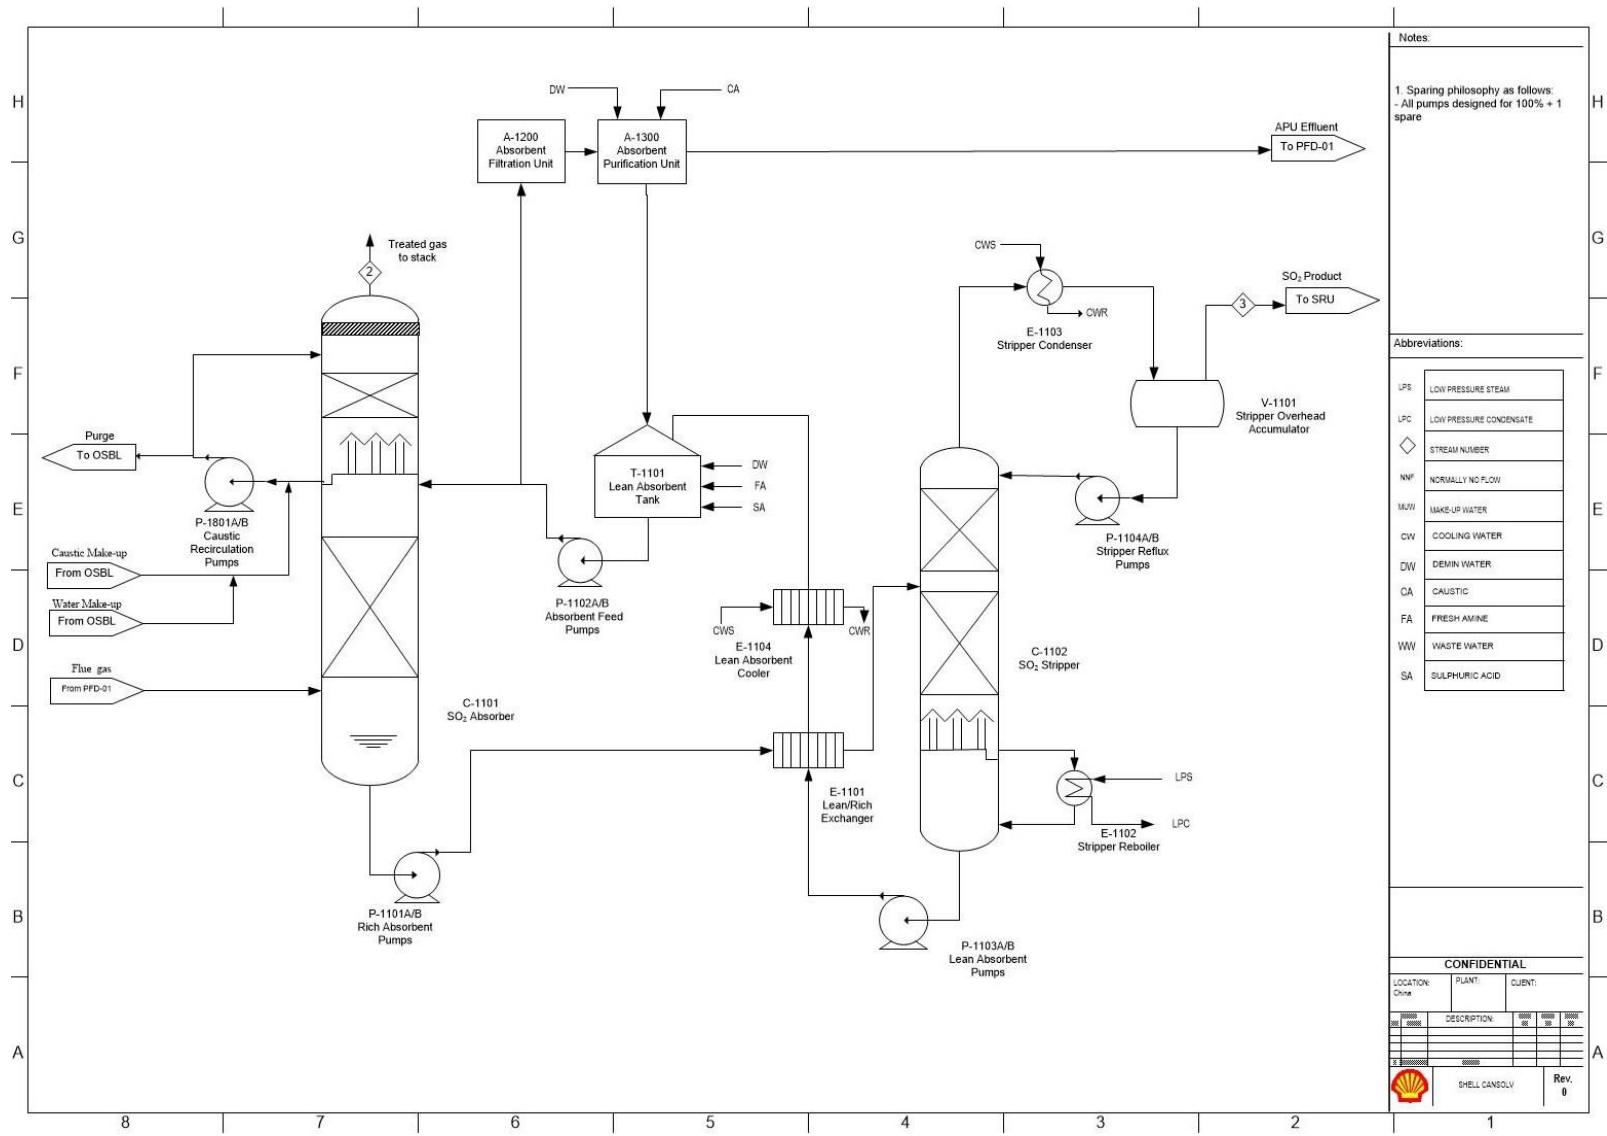 Notes:
1. Sparing philosophy as follows:
- All pumps designed for 100% + 1
spare
H
G
F
E
D
C
B
A
H
G
F
E
D
C
B
A
8
7
6
5
4
3
2
1
DW
CA
A-1200
Absorbent
Filtration Unit
A-1300
Absorbent
Purification Unit
APU Effluent
To PFD-01
Treated gas
to stack
2
CWS
CWR
E-1103
Stripper Condenser
3
SO₂ Product
To SRU
V-1101
Stripper Overhead
Accumulator
Purge
To OSBL
P-1801A/B
Caustic
Recirculation
Pumps
Caustic Make-up
From OSBL
Water Make-up
From OSBL
Flue gas
From PFD-01
T-1101
Lean Absorbent
Tank
DW
FA
SA
P-1102A/B
Absorbent Feed
Pumps
P-1104A/B
Stripper Reflux
Pumps
CWS
CWR
E-1104
Lean Absorbent
Cooler
C-1102
SO₂ Stripper
C-1101
SO₂ Absorber
E-1101
Lean/Rich
Exchanger
LPS
LPC
E-1102
Stripper Reboiler
P-1101A/B
Rich Absorbent
Pumps
P-1103A/B
Lean Absorbent
Pumps
Abbreviations:
LPS LOW PRESSURE STEAM
LPC LOW PRESSURE CONDENSATE
STREAM NUMBER
NNF NORMALLY NO FLOW
MUW MAKE-UP WATER
CW COOLING WATER
DW DEMIN WATER
CA CAUSTIC
FA FRESH AMINE
WW WASTE WATER
SA SULPHURIC ACID
CONFIDENTIAL
LOCATION: PLANT: CLIENT:
China
DESCRIPTION:
SHELL CANSOLV
Rev.
0